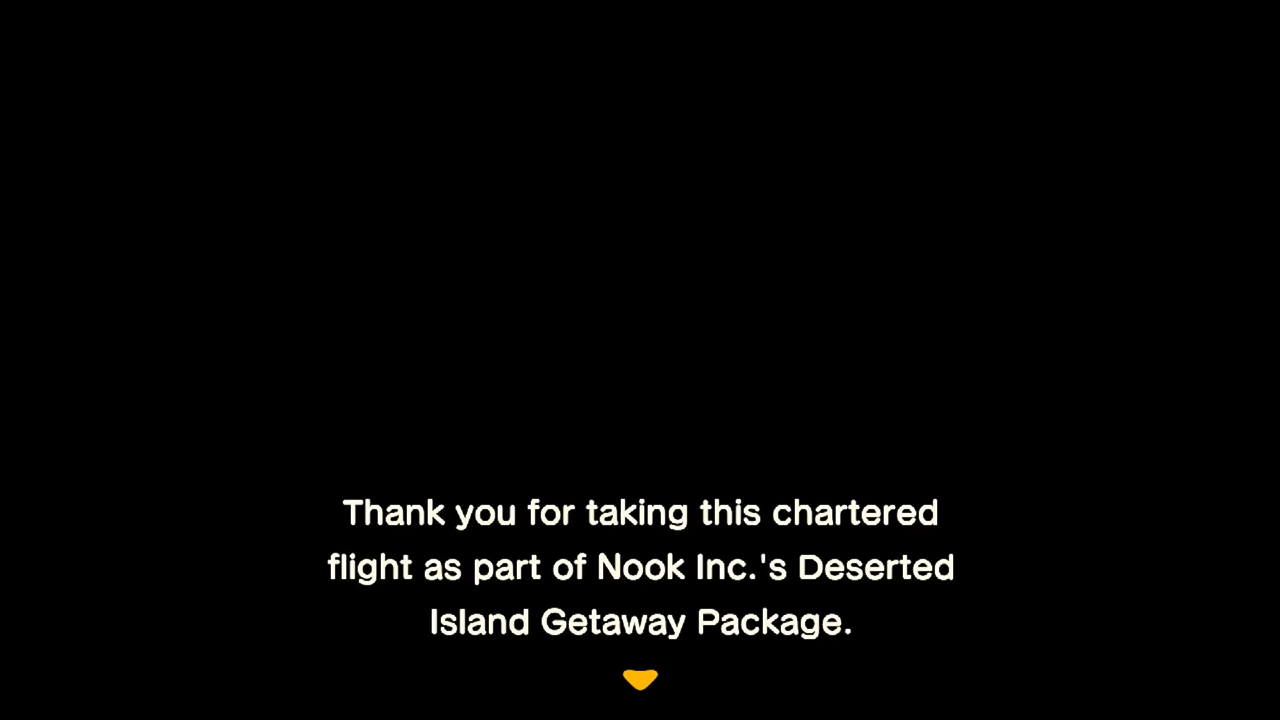 Thank you for taking this chartered
flight as part of Nook Inc.'s Deserted
Island Getaway Package.